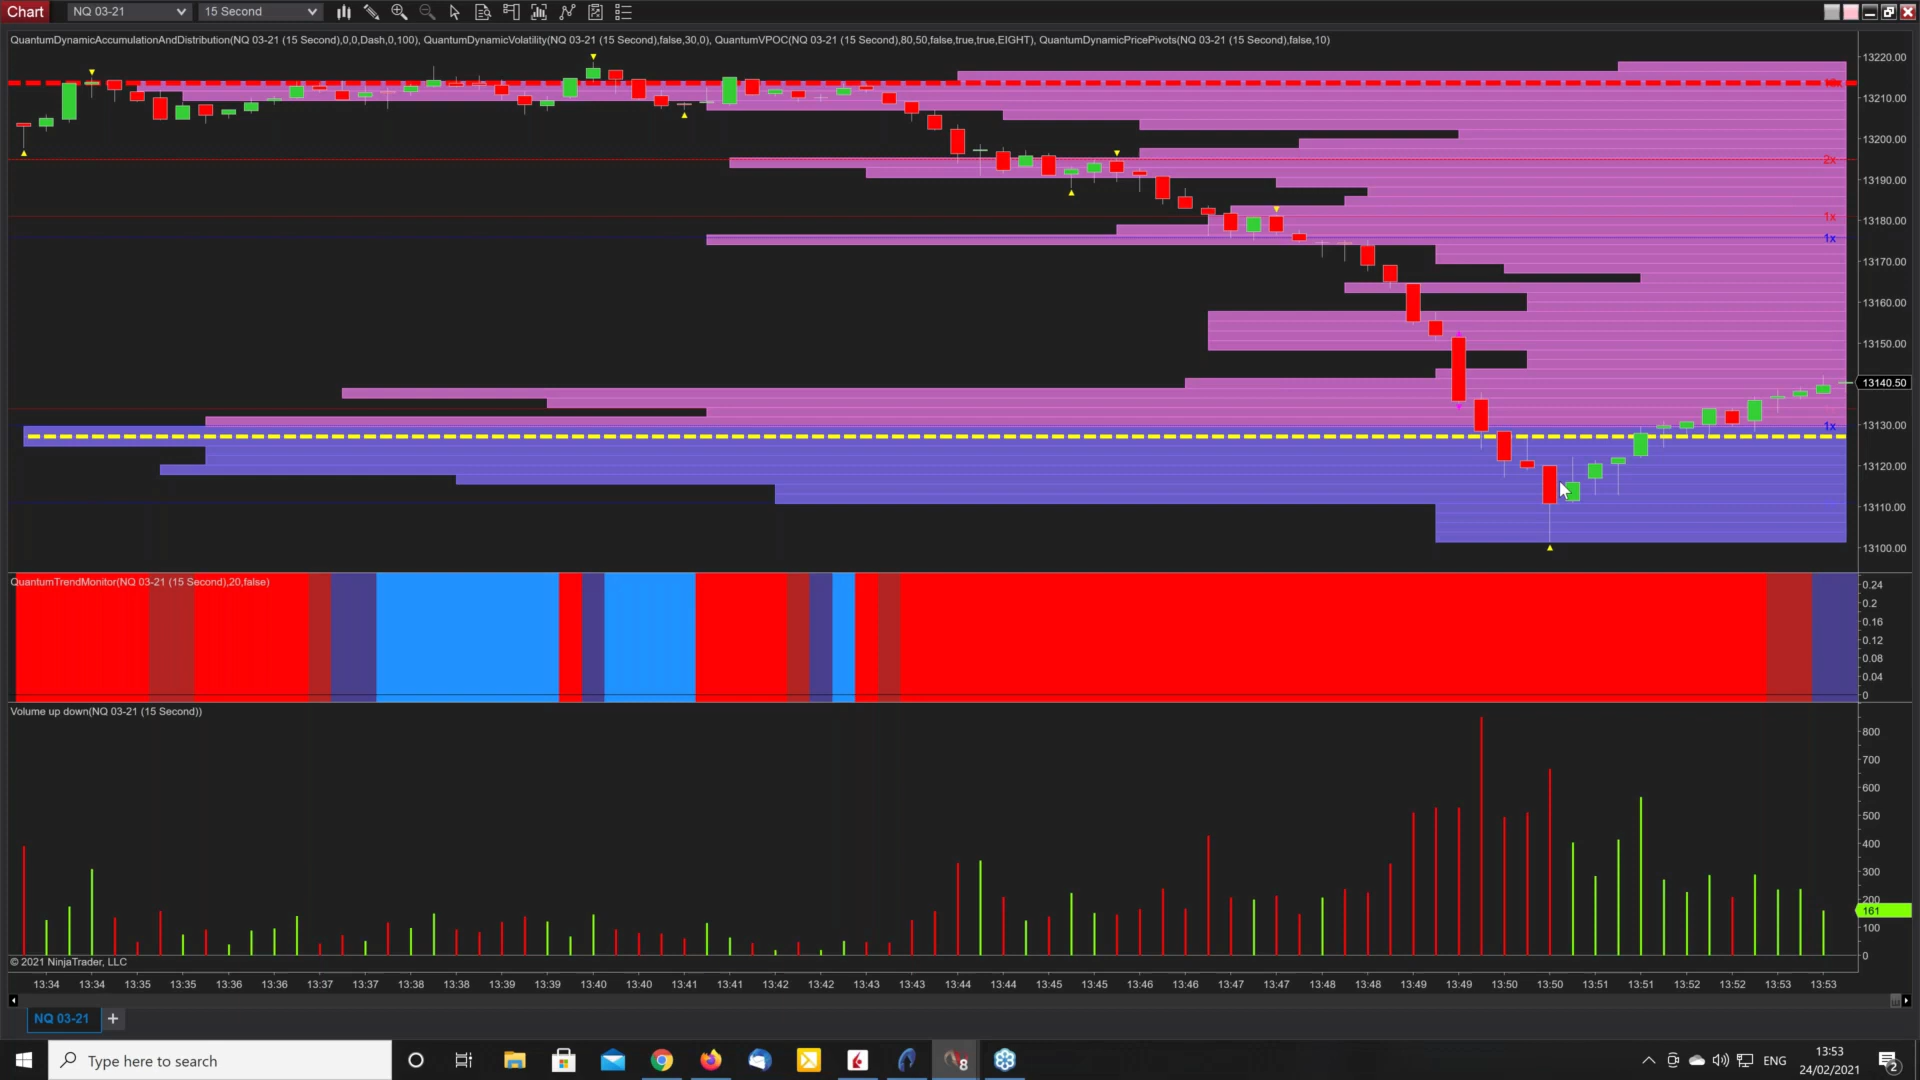 Chart NQ 03-21 15 Second
QuantumDynamicAccumulationAndDistribution(NQ 03-21 (15 Second),0,0,Dash,0,100), QuantumDynamicVolatility(NQ 03-21 (15 Second),false,30,0), QuantumVPOC(NQ 03-21 (15 Second),80,50,false,true,true,EIGHT), QuantumDynamicPricePivots(NQ 03-21 (15 Second),false,10)
13220.00
13210.00
13200.00
2x
13190.00
1x
13180.00
1x
13170.00
13160.00
13150.00
13140.50
13130.00
1x
13120.00
13110.00
13100.00
QuantumTrendMonitor(NQ 03-21 (15 Second),20,false)
0.24
0.2
0.16
0.12
0.08
0.04
0
Volume up down(NQ 03-21 (15 Second))
800
700
600
500
400
300
200
161
100
0
© 2021 NinjaTrader, LLC
13:34 13:34 13:35 13:35 13:36 13:36 13:37 13:37 13:38 13:38 13:39 13:39 13:40 13:40 13:41 13:41 13:42 13:42 13:43 13:43 13:44 13:44 13:45 13:45 13:46 13:46 13:47 13:47 13:48 13:48 13:49 13:49 13:50 13:50 13:51 13:51 13:52 13:52 13:53 13:53
NQ 03-21 +
Type here to search
8
ENG
13:53
24/02/2021
2